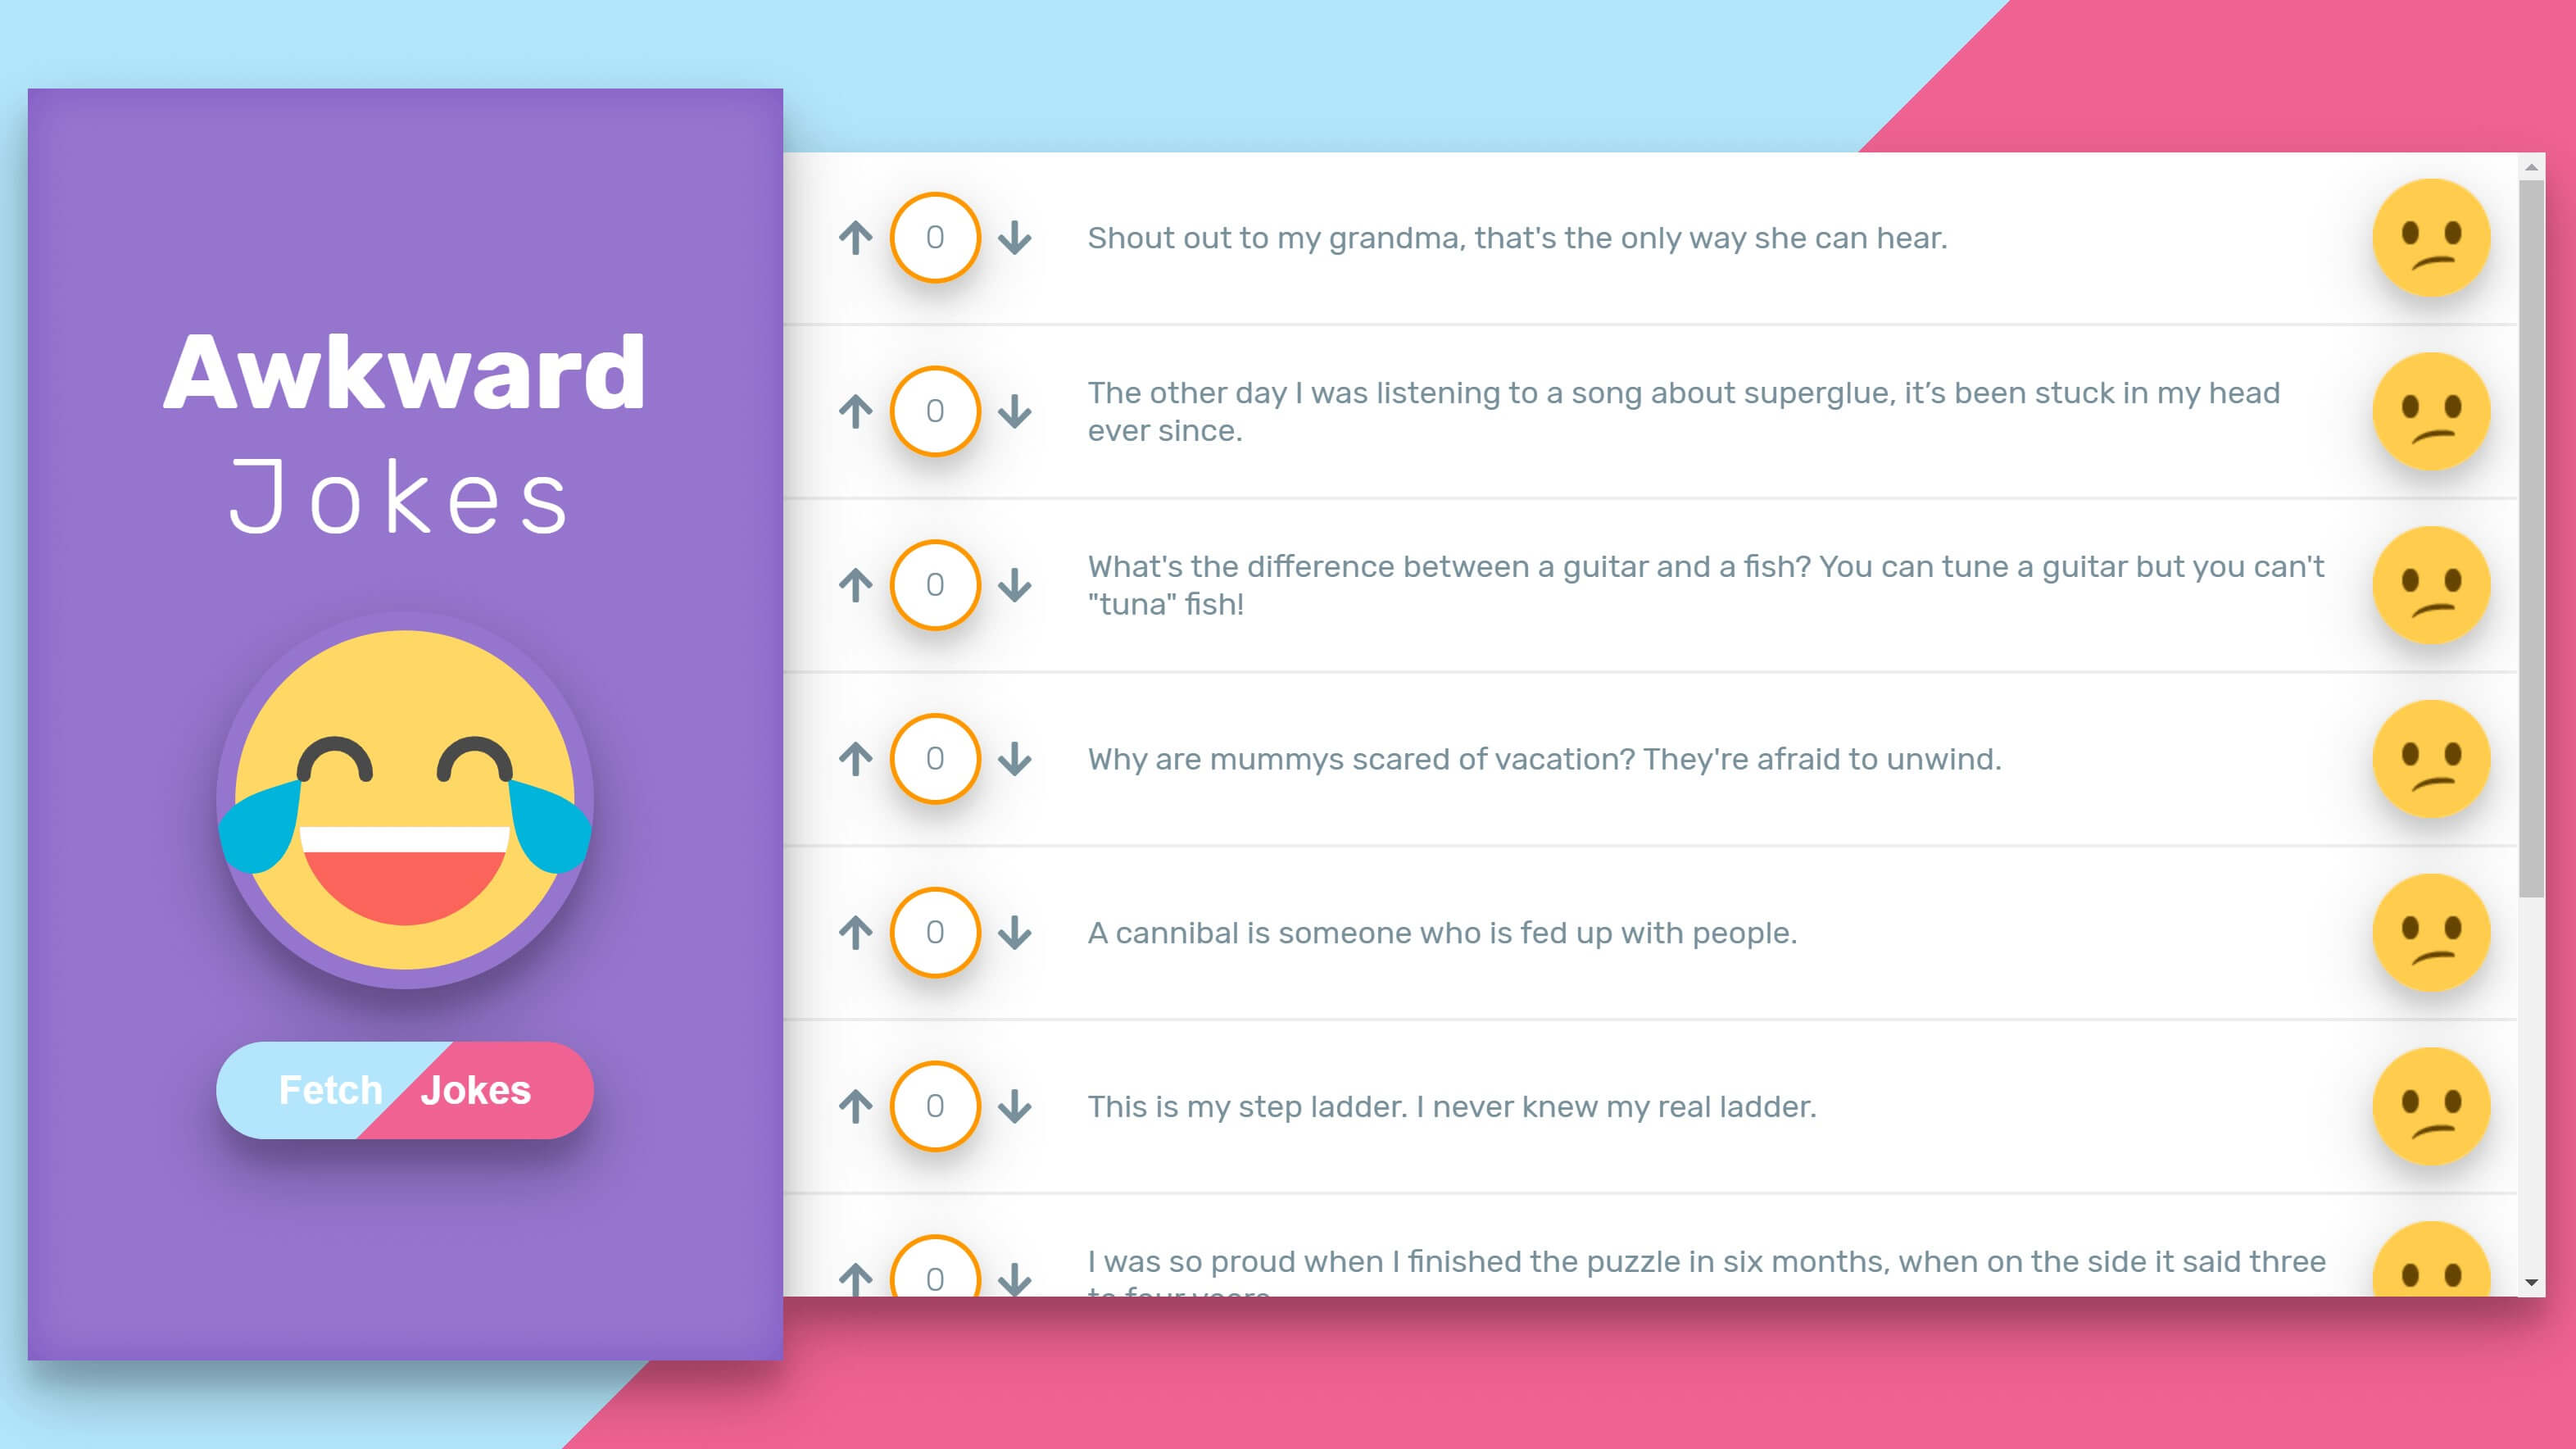 Awkward
Jokes
Fetch Jokes
0
Shout out to my grandma, that's the only way she can hear.
0
The other day I was listening to a song about superglue, it’s been stuck in my head
ever since.
0
What's the difference between a guitar and a fish? You can tune a guitar but you can't
"tuna" fish!
0
Why are mummys scared of vacation? They're afraid to unwind.
0
A cannibal is someone who is fed up with people.
0
This is my step ladder. I never knew my real ladder.
0
I was so proud when I finished the puzzle in six months, when on the side it said three
to four years